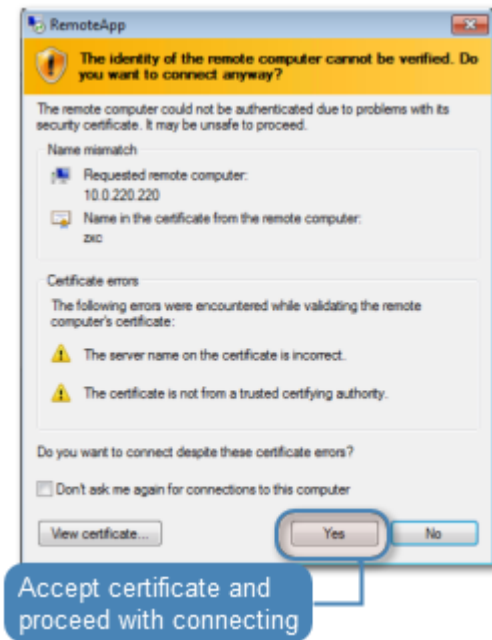 RemoteApp
The identity of the remote computer cannot be verified. Do
you want to connect anyway?
The remote computer could not be authenticated due to problems with its
security certificate. It may be unsafe to proceed.
Name mismatch
Requested remote computer:
10.0.220.220
Name in the certificate from the remote computer:
zxc
Certificate errors
The following errors were encountered while validating the remote
computer's certificate:
The server name on the certificate is incorrect.
The certificate is not from a trusted certifying authority.
Do you want to connect despite these certificate errors?
Don't ask me again for connections to this computer
View certificate...
Yes
No
Accept certificate and
proceed with connecting